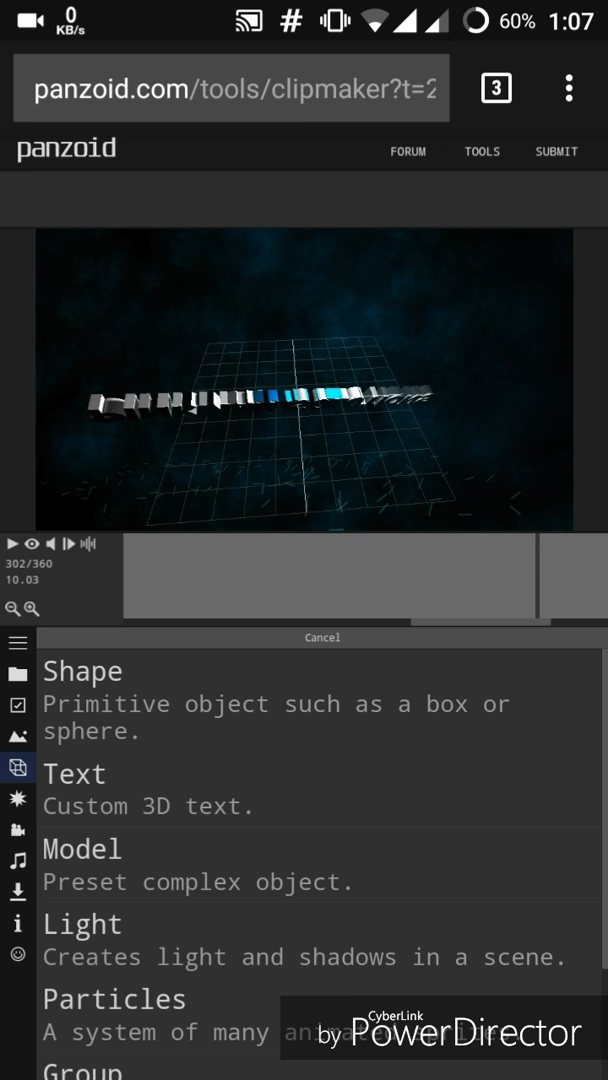 0
KB/s
60% 1:07
panzoid.com/tools/clipmaker?t=2
3
panzoid
FORUM TOOLS SUBMIT
302/360
10.03
Cancel
Shape
Primitive object such as a box or
sphere.
Text
Custom 3D text.
Model
Preset complex object.
Light
Creates light and shadows in a scene.
Particles
A system of many animated sprites.
Group
by CyberLink PowerDirector